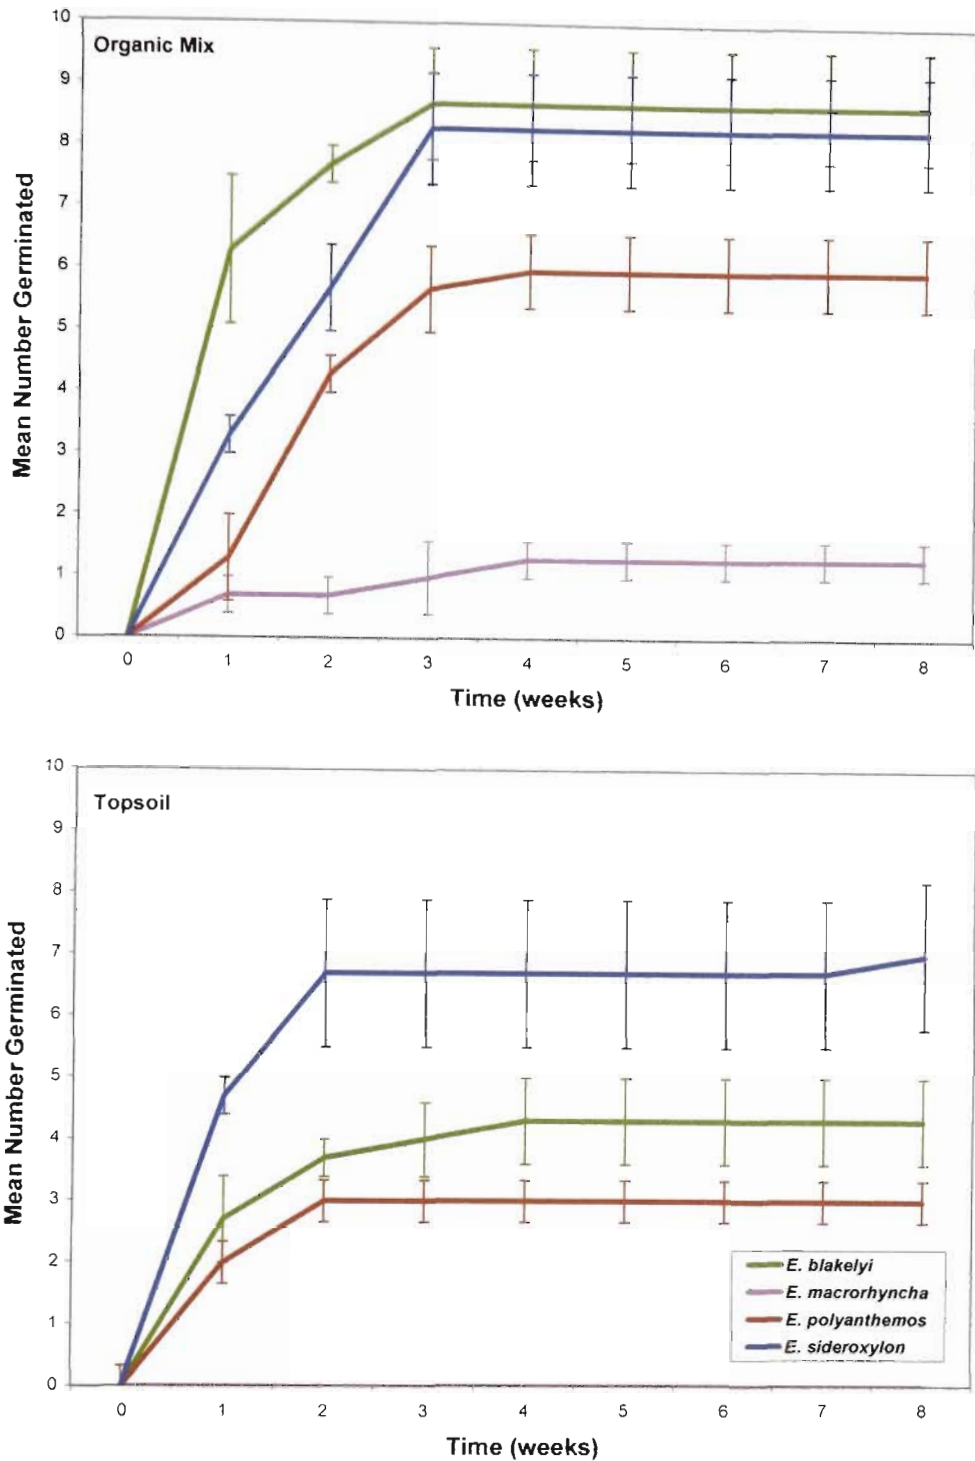 10
Organic Mix
9
8
7
6
5
4
3
2
1
0
Mean Number Germinated
0 1 2 3 4 5 6 7 8
Time (weeks)
10
Topsoil
9
8
7
6
5
4
3
2
1
0
Mean Number Germinated
E. blakelyi
E. macrorhyncha
E. polyanthemos
E. sideroxylon
0 1 2 3 4 5 6 7 8
Time (weeks)